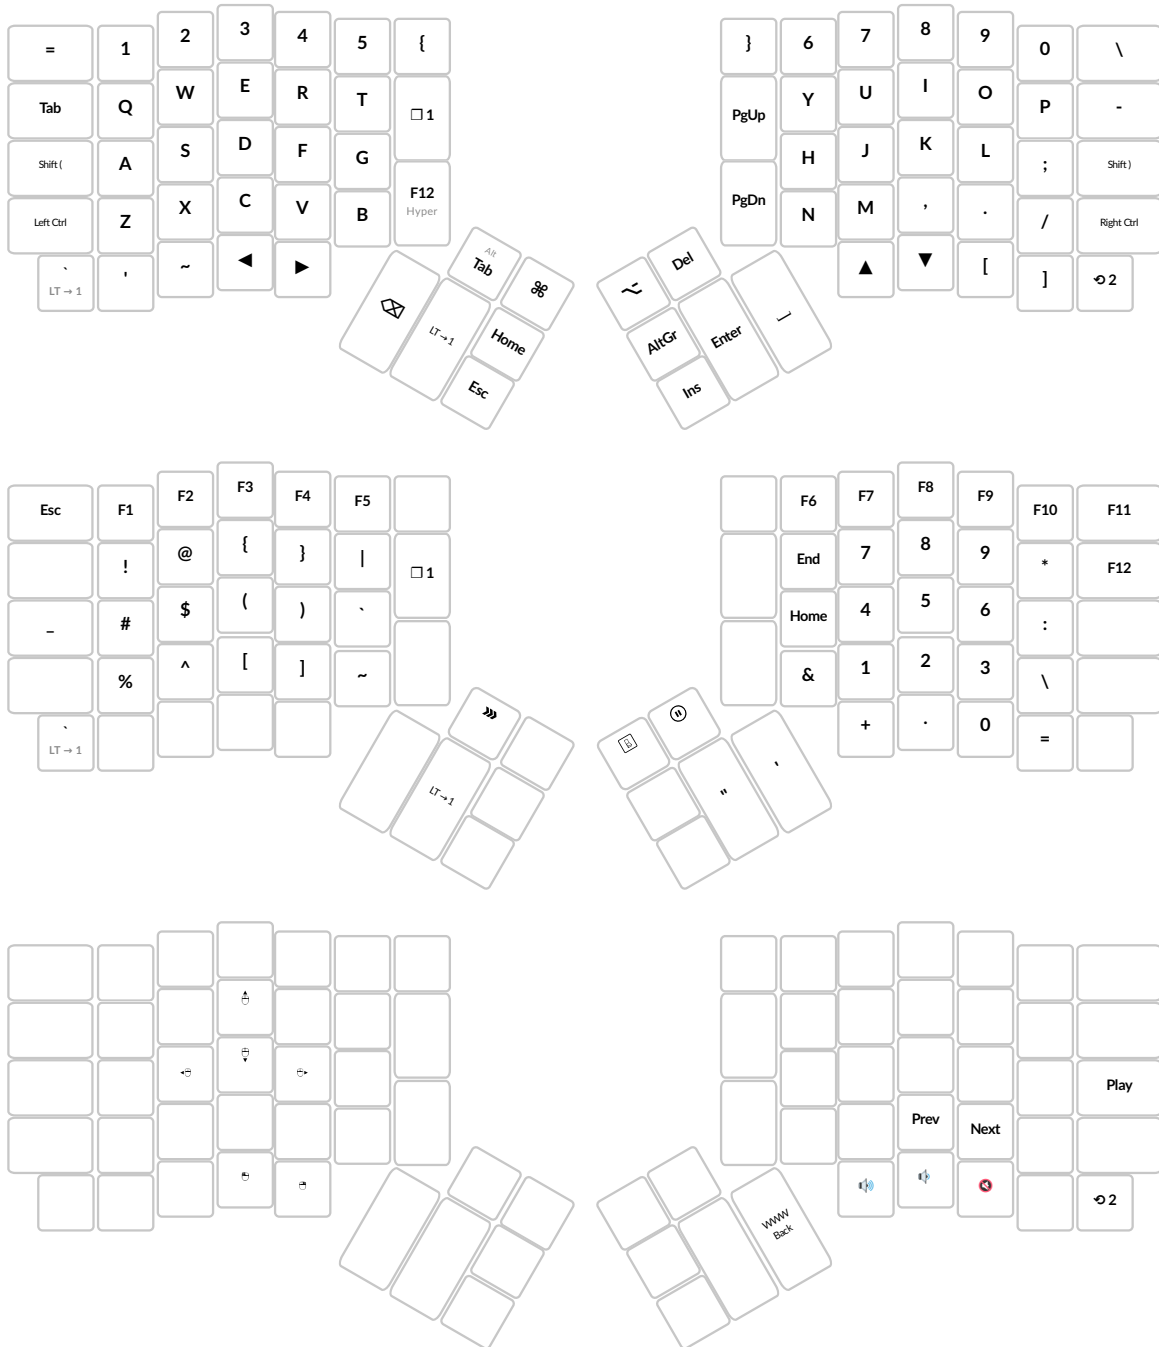 = 1 2 3 4 5 { } 6 7 8 9 0 \
Tab Q W E R T ❐ 1 PgUp Y U I O P -
Shift ( A S D F G H J K L ; Shift )
F12 Hyper PgDn
Left Ctrl Z X C V B N M , . / Right Ctrl
` LT → 1 ' ~ ◀ ▶ ▲ ▼ [ ] ⟲ 2
Alt Tab ⌘ ⌥ Del
⌫ LT → 1 Home AltGr Enter
Esc Ins
Esc F1 F2 F3 F4 F5 F6 F7 F8 F9 F10 F11
! @ { } | ❐ 1 End 7 8 9 * F12
_ # $ ( ) ` Home 4 5 6 :
% ^ [ ] ~ & 1 2 3 \
` LT → 1 + . 0 =
LT → 1 " '
Play
Prev Next
⟲ 2
WWW Back